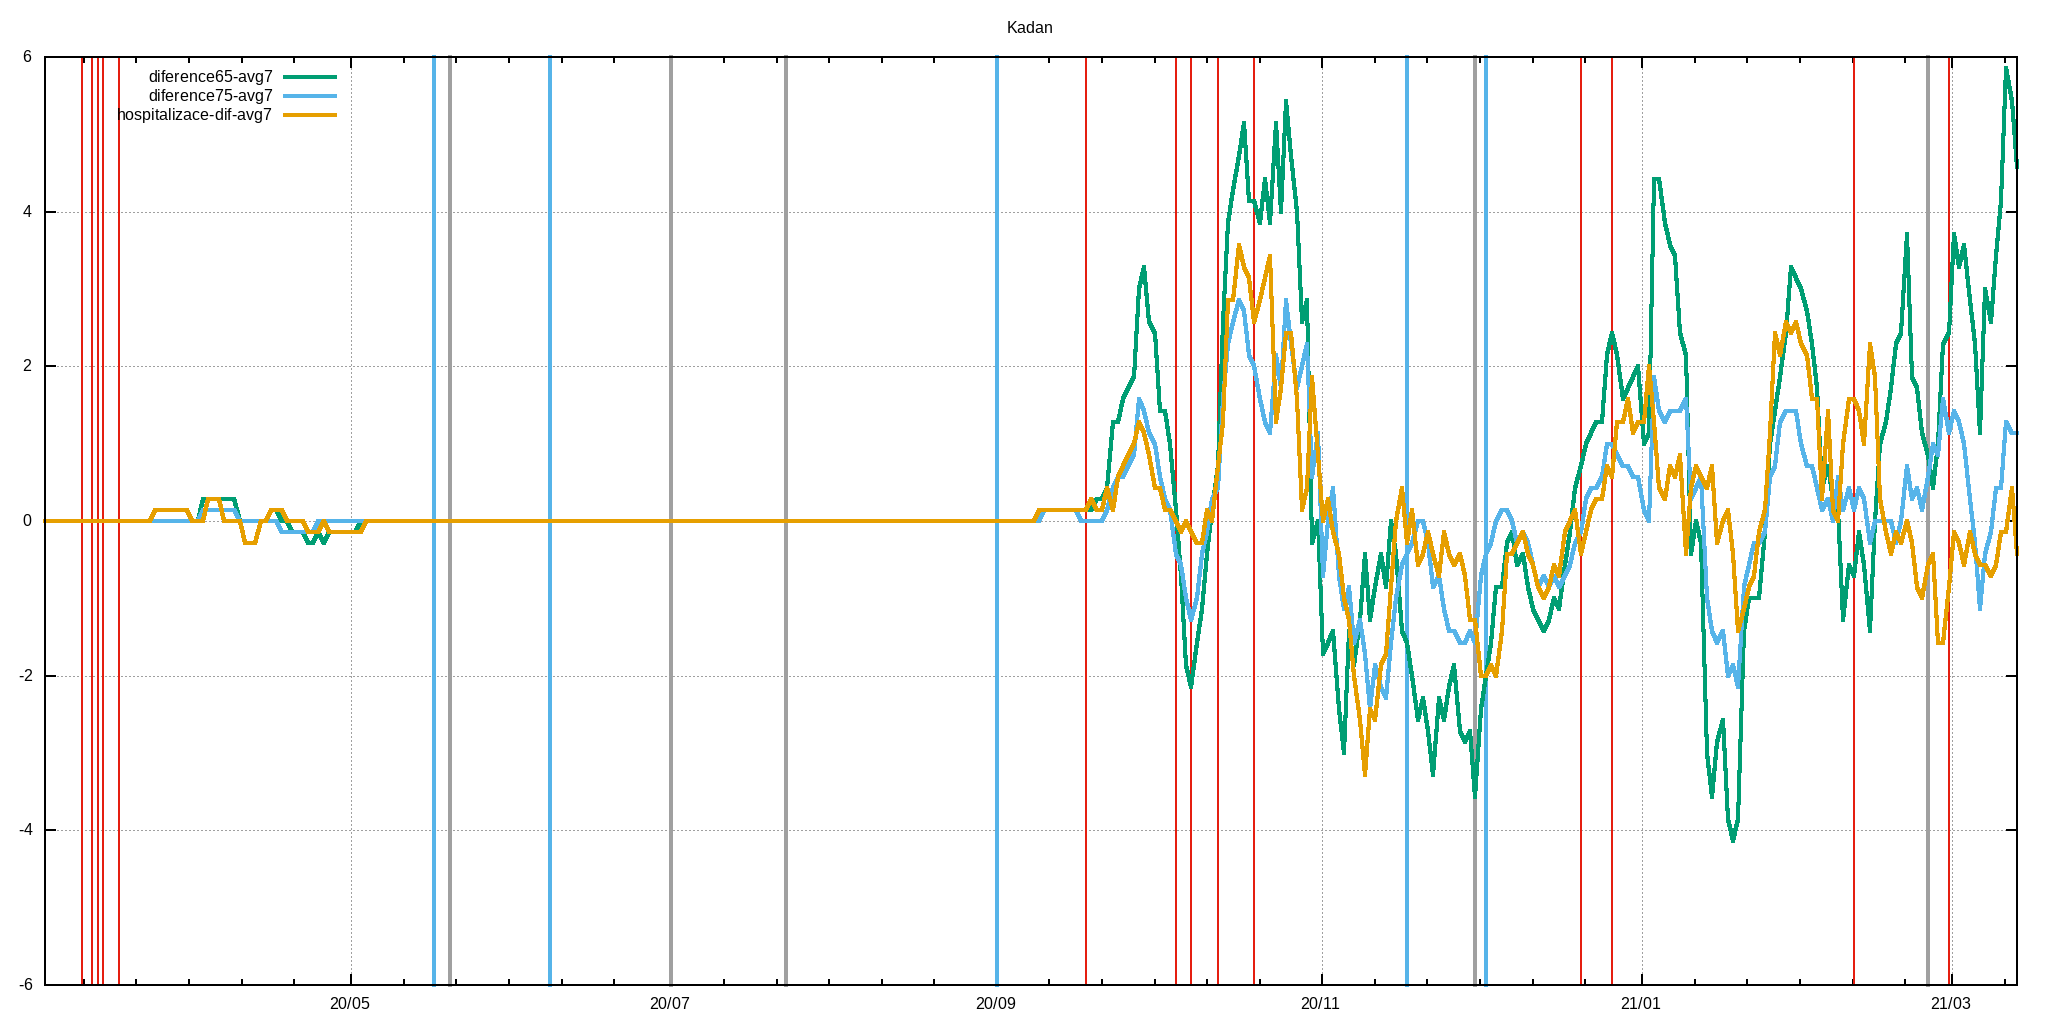 Kadan
6
diference65-avg7
diference75-avg7
hospitalizace-dif-avg7
4
2
0
-2
-4
-6
20/05 20/07 20/09 20/11 21/01 21/03